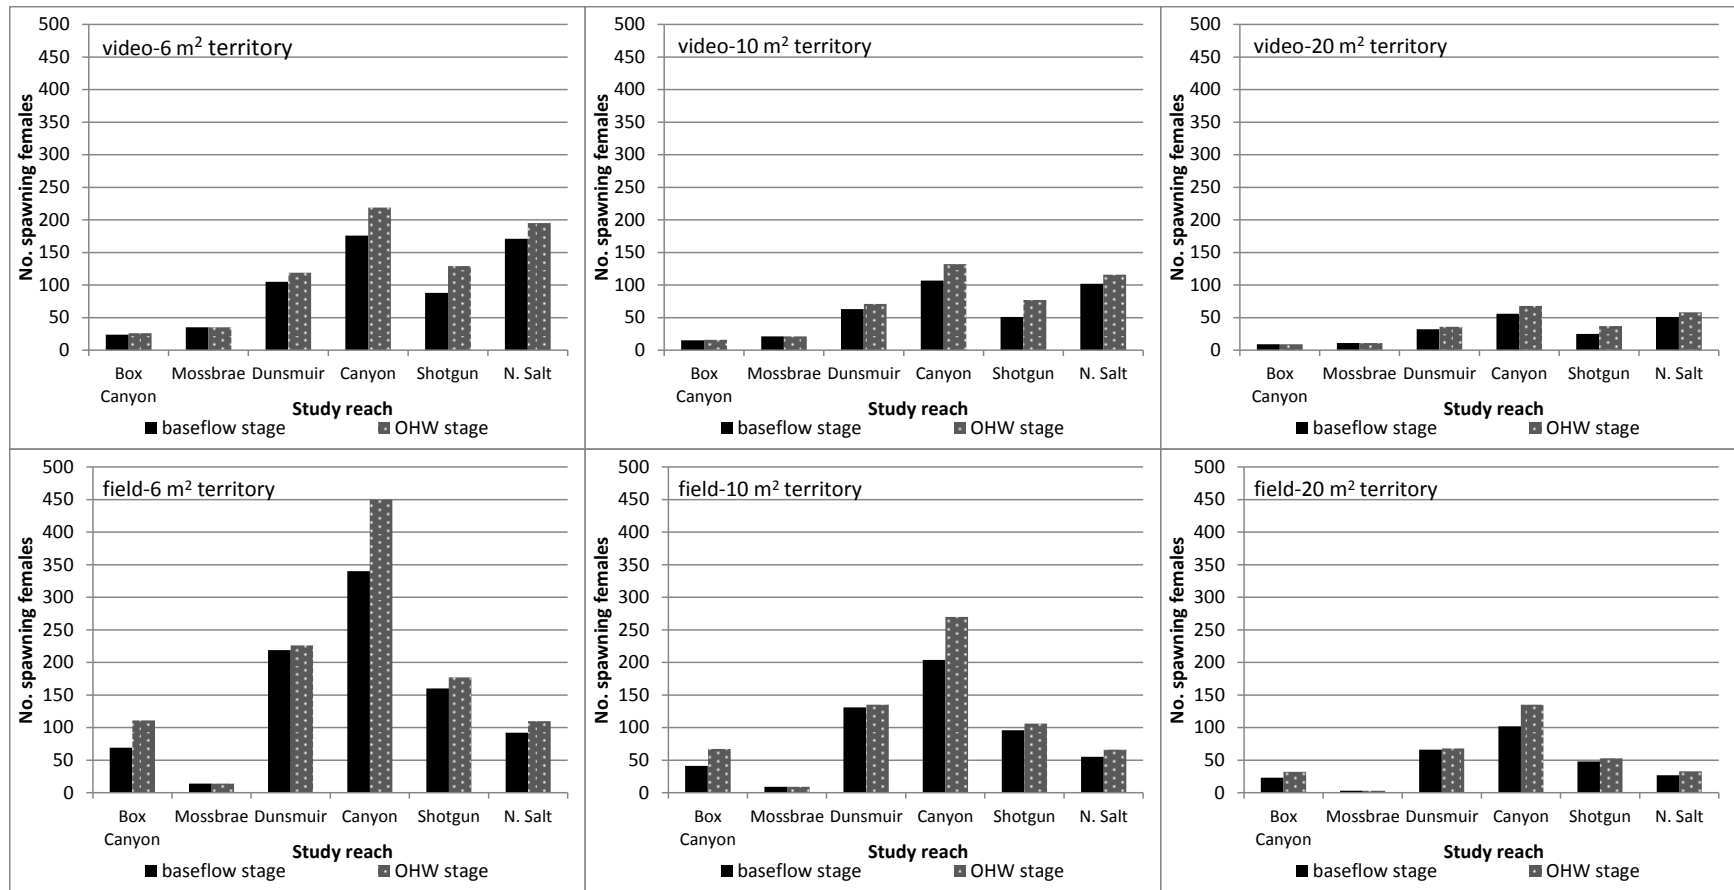 video-6 m² territory
No. spawning females
500
450
400
350
300
250
200
150
100
50
0
Box Canyon
Mossbrae
Dunsmuir
Canyon
Shotgun
N. Salt
Study reach
baseflow stage
OHW stage
video-10 m² territory
No. spawning females
500
450
400
350
300
250
200
150
100
50
0
Box Canyon
Mossbrae
Dunsmuir
Canyon
Shotgun
N. Salt
Study reach
baseflow stage
OHW stage
video-20 m² territory
No. spawning females
500
450
400
350
300
250
200
150
100
50
0
Box Canyon
Mossbrae
Dunsmuir
Canyon
Shotgun
N. Salt
Study reach
baseflow stage
OHW stage
field-6 m² territory
No. spawning females
500
450
400
350
300
250
200
150
100
50
0
Box Canyon
Mossbrae
Dunsmuir
Canyon
Shotgun
N. Salt
Study reach
baseflow stage
OHW stage
field-10 m² territory
No. spawning females
500
450
400
350
300
250
200
150
100
50
0
Box Canyon
Mossbrae
Dunsmuir
Canyon
Shotgun
N. Salt
Study reach
baseflow stage
OHW stage
field-20 m² territory
No. spawning females
500
450
400
350
300
250
200
150
100
50
0
Box Canyon
Mossbrae
Dunsmuir
Canyon
Shotgun
N. Salt
Study reach
baseflow stage
OHW stage